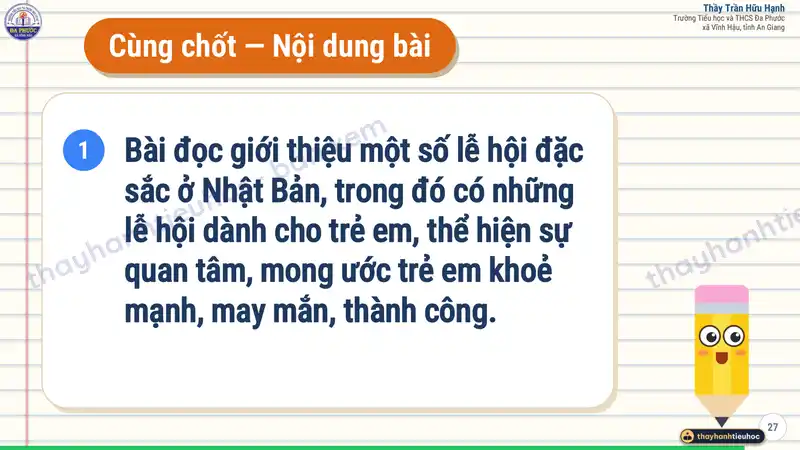 Thầy Trần Hữu Hạnh
Trường Tiểu học và THCS Đa Phước
xã Vĩnh Hậu, tỉnh An Giang
ĐA PHƯỚC
Cùng chốt — Nội dung bài
1
Bài đọc giới thiệu một số lễ hội đặc
sắc ở Nhật Bản, trong đó có những
lễ hội dành cho trẻ em, thể hiện sự
quan tâm, mong ước trẻ em khoẻ
mạnh, may mắn, thành công.
thayhanhtieuhoc
27